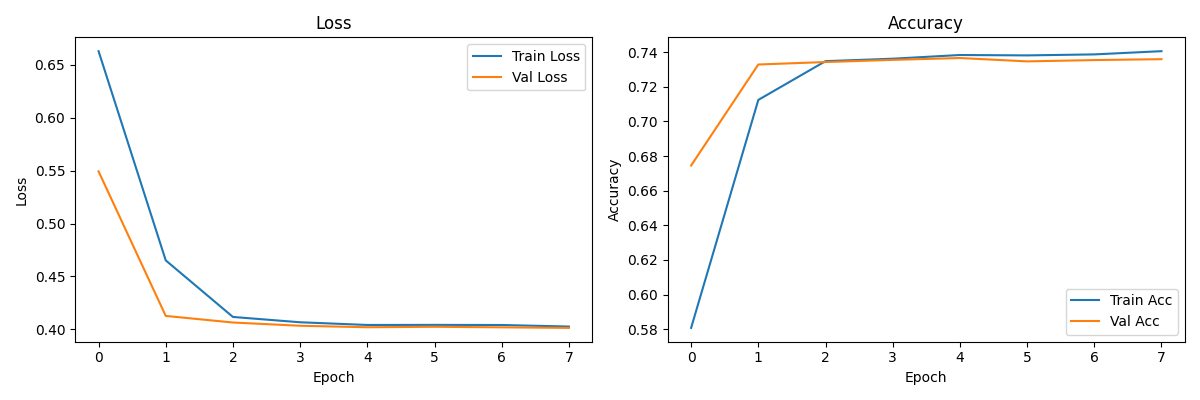 Loss
Train Loss
Val Loss
0.65
0.60
0.55
0.50
0.45
0.40
Loss
0 1 2 3 4 5 6 7
Epoch
Accuracy
0.74
0.72
0.70
0.68
0.66
0.64
0.62
0.60
0.58
Accuracy
Train Acc
Val Acc
0 1 2 3 4 5 6 7
Epoch